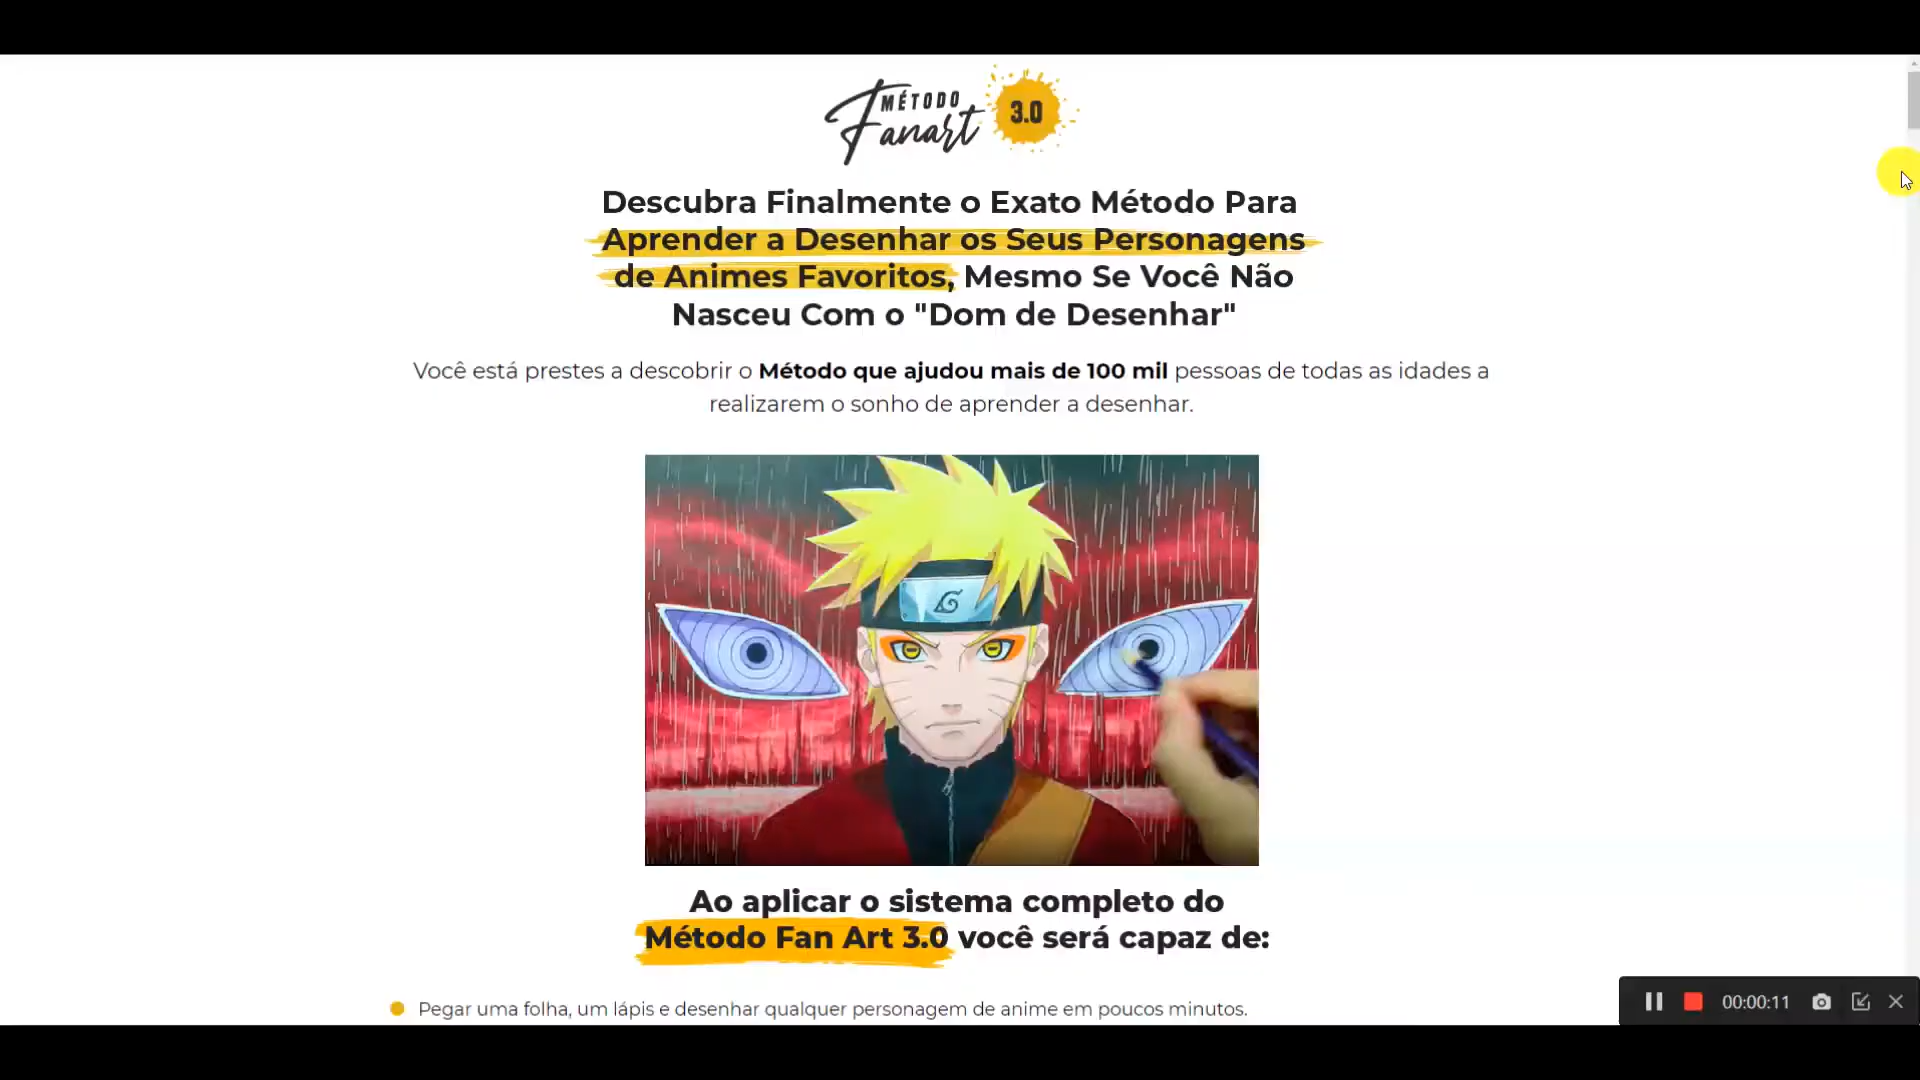 MÉTODO
Fanart
3.0
Descubra Finalmente o Exato Método Para
Aprender a Desenhar os Seus Personagens
de Animes Favoritos, Mesmo Se Você Não
Nasceu Com o "Dom de Desenhar"
Você está prestes a descobrir o Método que ajudou mais de 100 mil pessoas de todas as idades a
realizarem o sonho de aprender a desenhar.
Ao aplicar o sistema completo do
Método Fan Art 3.0 você será capaz de:
Pegar uma folha, um lápis e desenhar qualquer personagem de anime em poucos minutos.
00:00:11